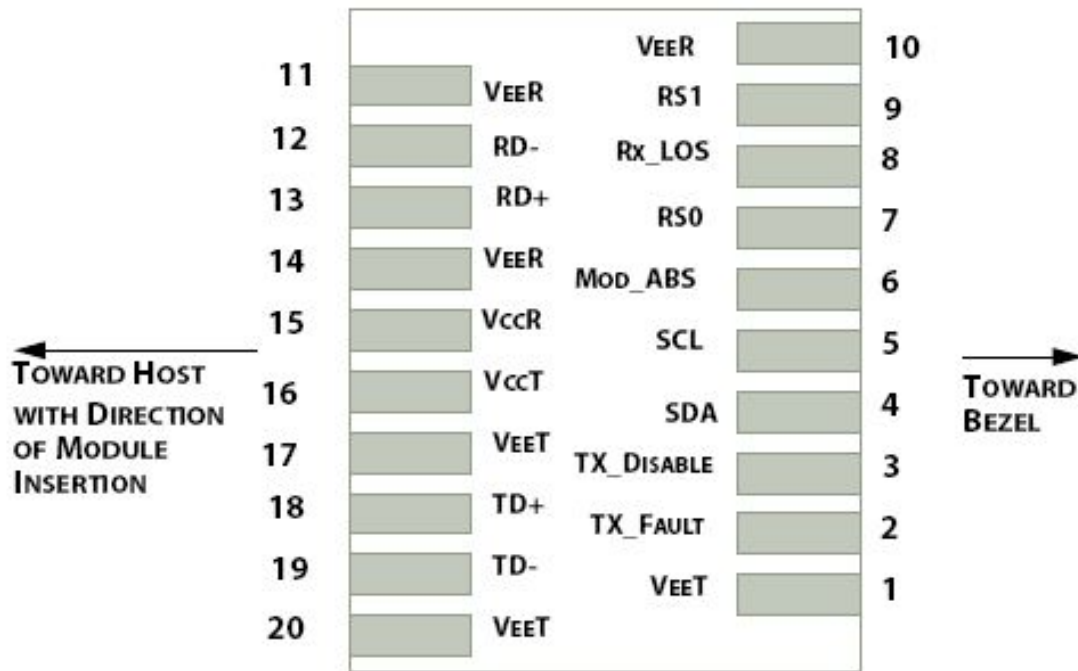 VEER 10
11 VEER
RS1 9
12 RD-
Rx_LOS 8
13 RD+
RS0 7
14 VEER
MOD_ABS 6
15 VccR
SCL 5
TOWARD HOST
WITH DIRECTION
OF MODULE
INSERTION
TOWARD
BEZEL
16 VccT
SDA 4
17 VEET
TX_DISABLE 3
18 TD+
TX_FAULT 2
19 TD-
VEET 1
20 VEET